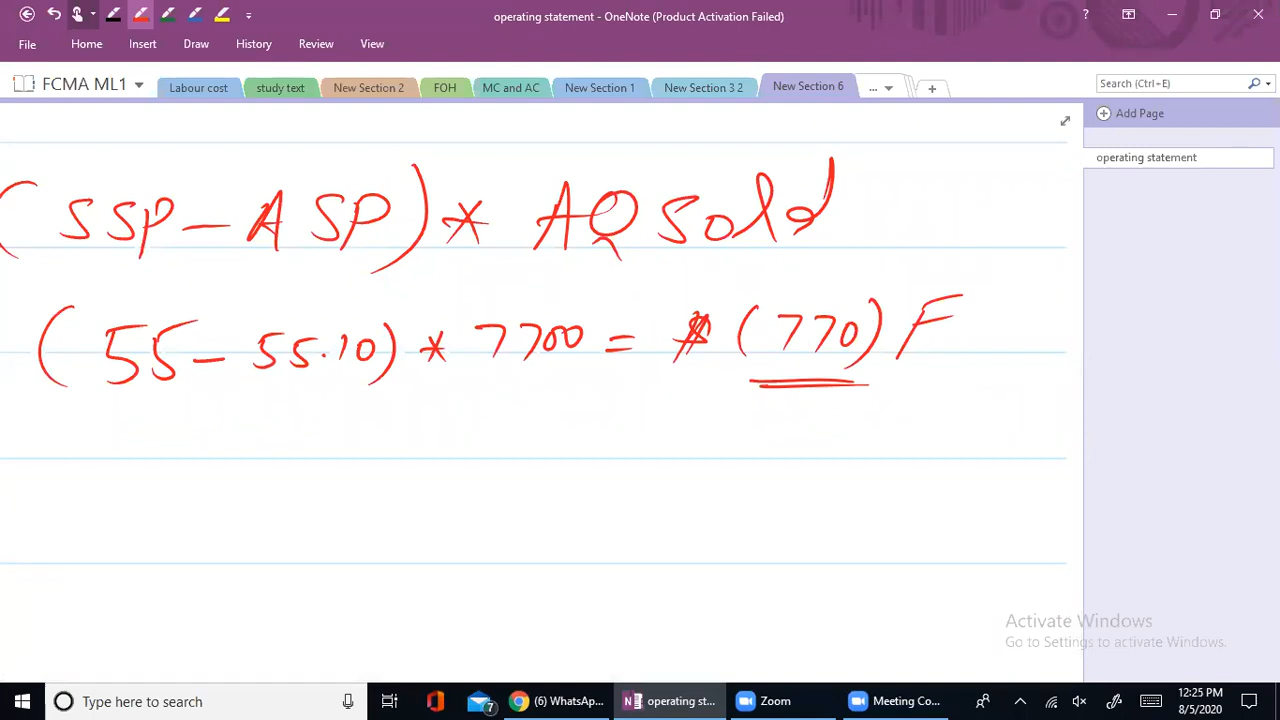 operating statement - OneNote (Product Activation Failed)
?
File Home Insert Draw History Review View
FCMA ML1
Labour cost study text New Section 2 FOH MC and AC New Section 1 New Section 3 2 New Section 6 ...
Search (Ctrl+E)
Add Page
operating statement
(SSP-ASP) * AQ Sold
(55-55.10) * 7700 = (770) F
Activate Windows
Go to Settings to activate Windows.
Type here to search
7
(6) WhatsApp...
operating st...
Zoom
Meeting Co...
12:25 PM
8/5/2020